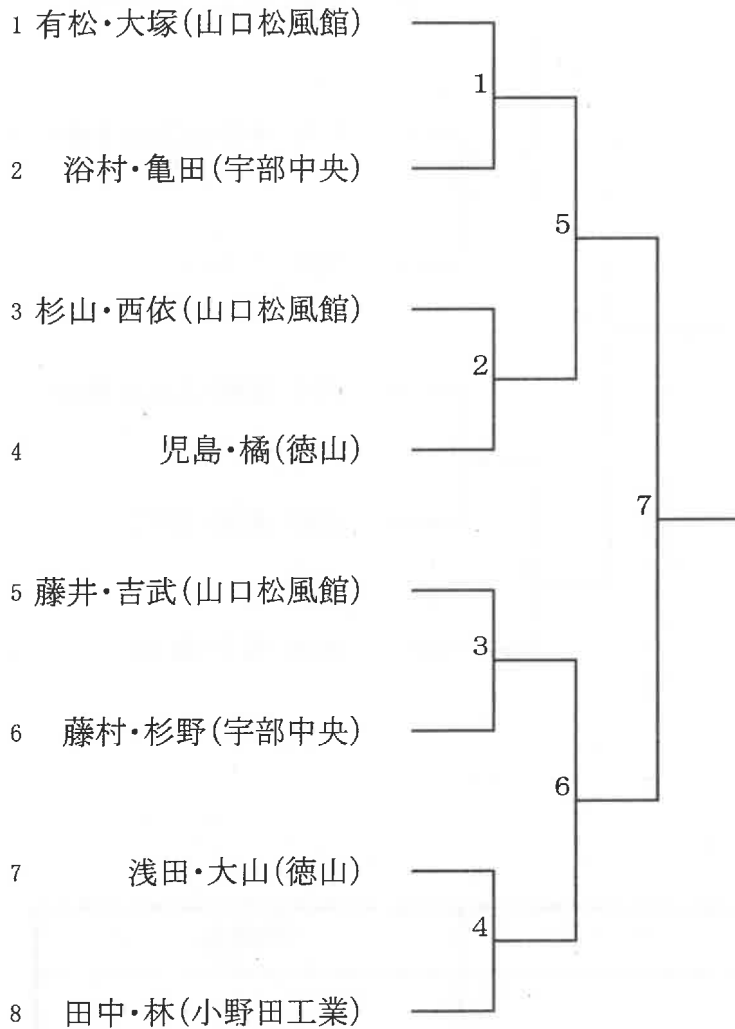 1 有松・大塚(山口松風館)
1
2 浴村・亀田(宇部中央)
5
3 杉山・西依(山口松風館)
2
4 児島・橘(徳山)
7
5 藤井・吉武(山口松風館)
3
6 藤村・杉野(宇部中央)
6
7 浅田・大山(徳山)
4
8 田中・林(小野田工業)